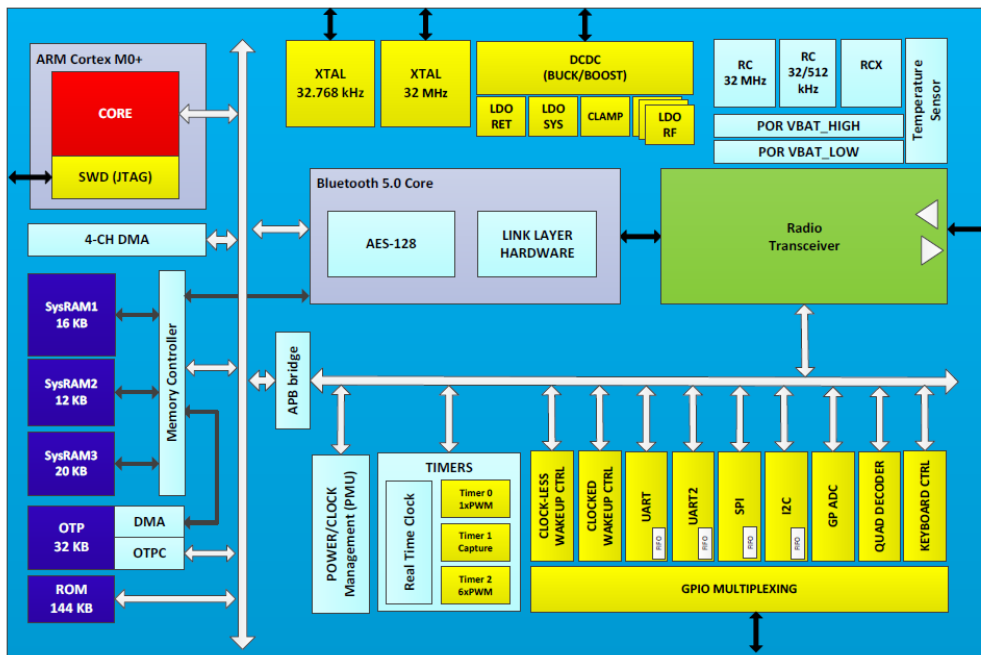 ARM Cortex M0+
CORE
SWD (JTAG)
XTAL
32.768 kHz
XTAL
32 MHz
DCDC
(BUCK/BOOST)
LDO
RET
LDO
SYS
CLAMP
LDO
RF
RC
32 MHz
RC
32/512
kHz
RCX
POR VBAT_HIGH
POR VBAT_LOW
Temperature
Sensor
4-CH DMA
Bluetooth 5.0 Core
AES-128
LINK LAYER
HARDWARE
Radio
Transceiver
SysRAM1
16 KB
SysRAM2
12 KB
SysRAM3
20 KB
Memory Controller
OTP
32 KB
DMA
OTPC
ROM
144 KB
APB bridge
POWER/CLOCK
Management (PMU)
TIMERS
Real Time Clock
Timer 0
1xPWM
Timer 1
Capture
Timer 2
6xPWM
CLOCK-LESS
WAKEUP CTRL
CLOCKED
WAKEUP CTRL
UART
FIFO
UART2
FIFO
SPI
FIFO
I2C
FIFO
GP ADC
QUAD DECODER
KEYBOARD CTRL
GPIO MULTIPLEXING